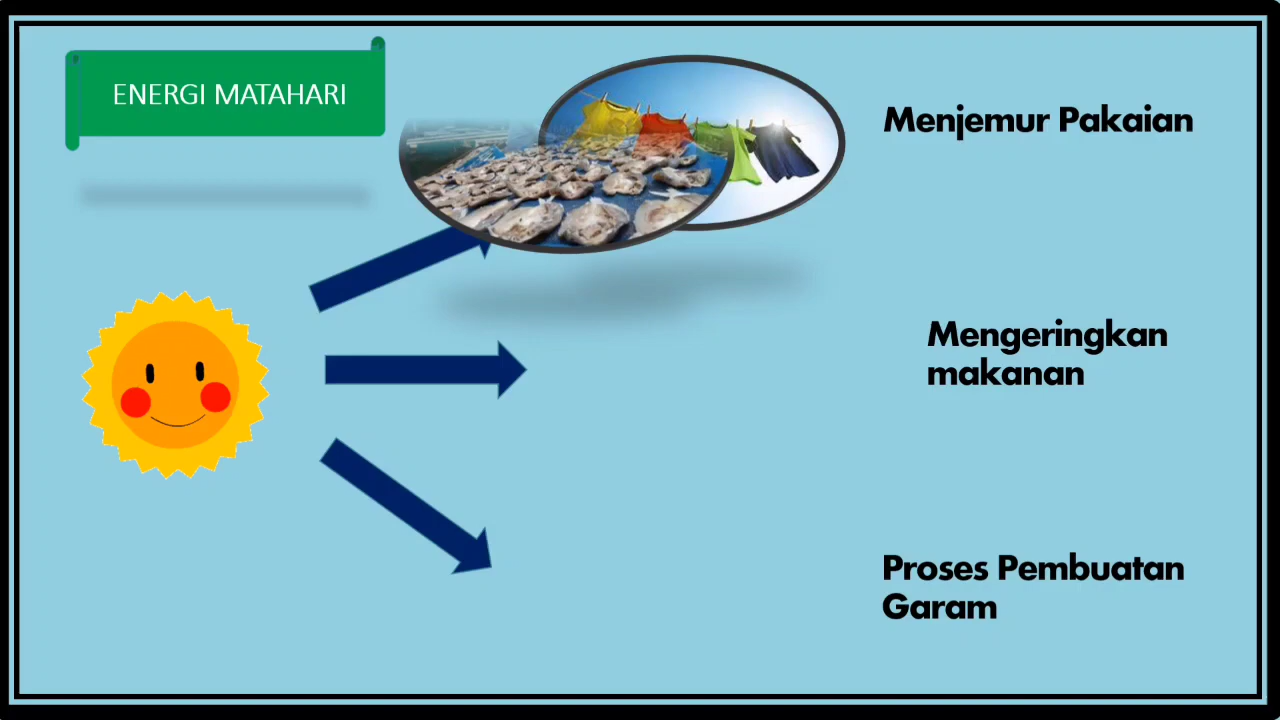 ENERGI MATAHARI
Menjemur Pakaian
Mengeringkan
makanan
Proses Pembuatan
Garam